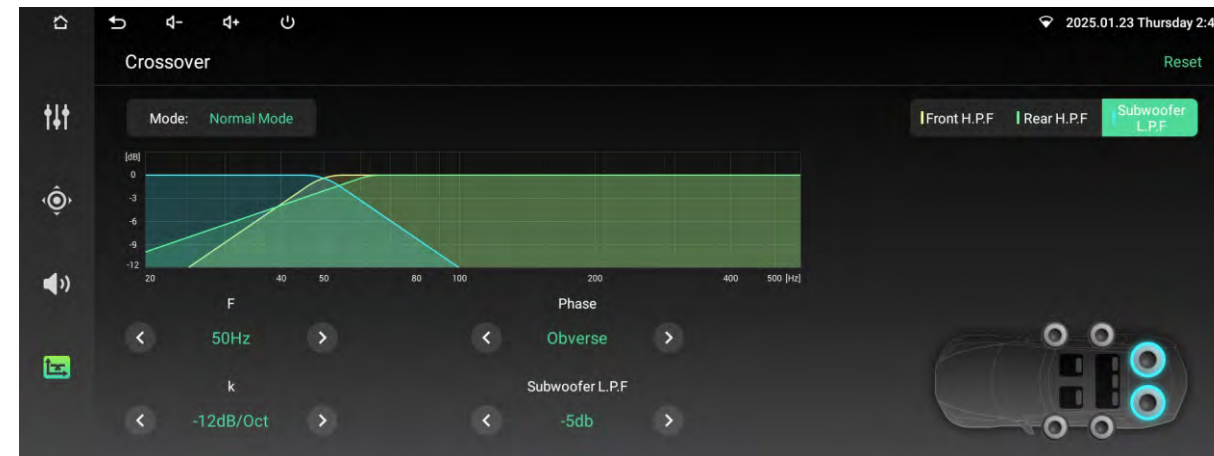 2025.01.23 Thursday 2:4
Crossover
Reset
Mode: Normal Mode
Front H.P.F Rear H.P.F Subwoofer
L.P.F
[dB]
0
-3
-6
-9
-12
20 40 50 80 100 200 400 500 [Hz]
F Phase
50Hz Obverse
k Subwoofer L.P.F
-12dB/Oct -5db